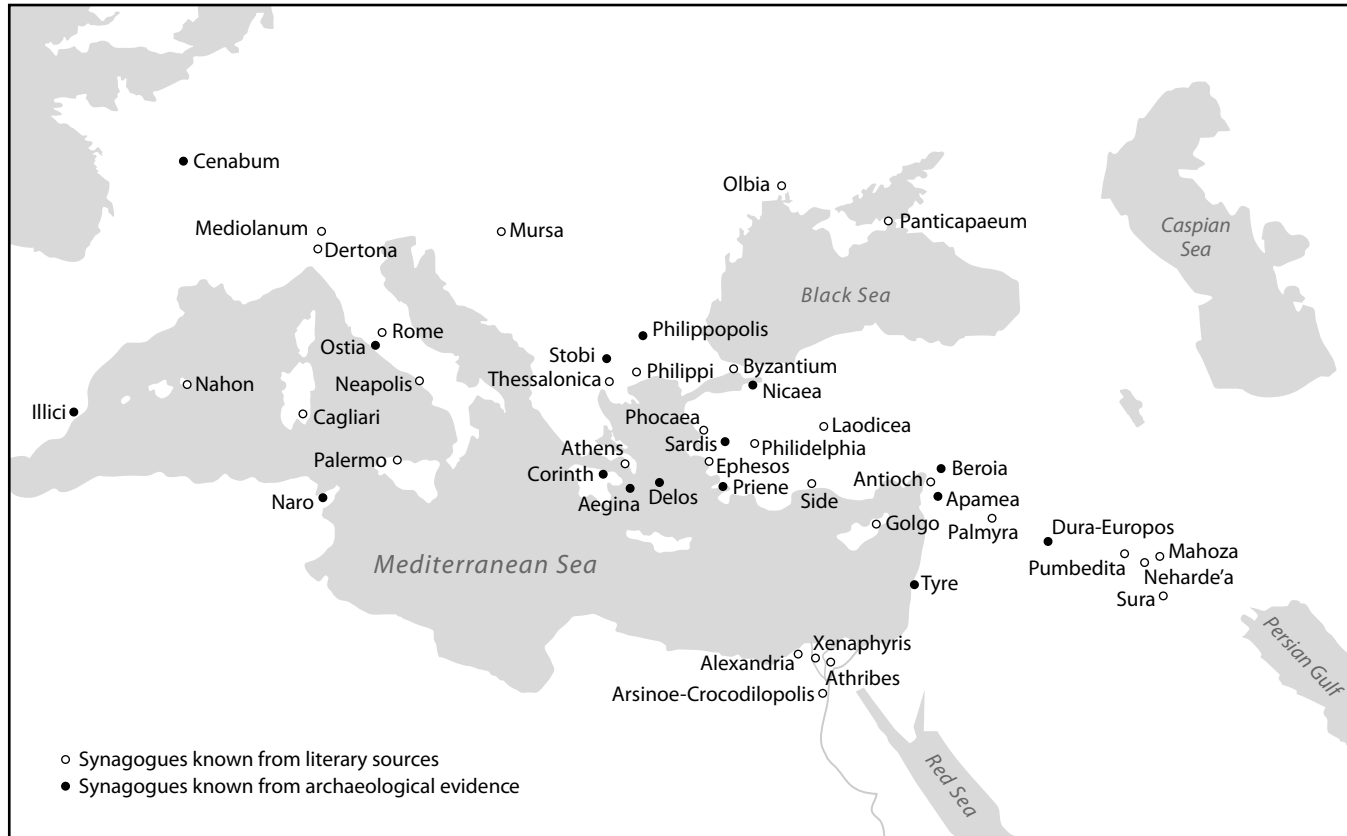 Cenabum
Olbia
Mediolanum
Mursa
Panticapaeum
Dertona
Caspian
Sea
Black Sea
Rome
Philippopolis
Ostia
Stobi
Byzantium
Philippi
Thessalonica
Nahon
Neapolis
Nicaea
Illici
Cagliari
Phocaea
Laodicea
Sardis
Philidelphia
Athens
Palermo
Ephesos
Beroia
Corinth
Antioch
Priene
Delos
Side
Apamea
Naro
Aegina
Golgo
Palmyra
Dura-Europos
Mahoza
Mediterranean Sea
Pumbedita
Neharde'a
Tyre
Sura
Xenaphyris
Persian Gulf
Alexandria
Athribes
Arsinoe-Crocodilopolis
Red Sea
Synagogues known from literary sources
Synagogues known from archaeological evidence